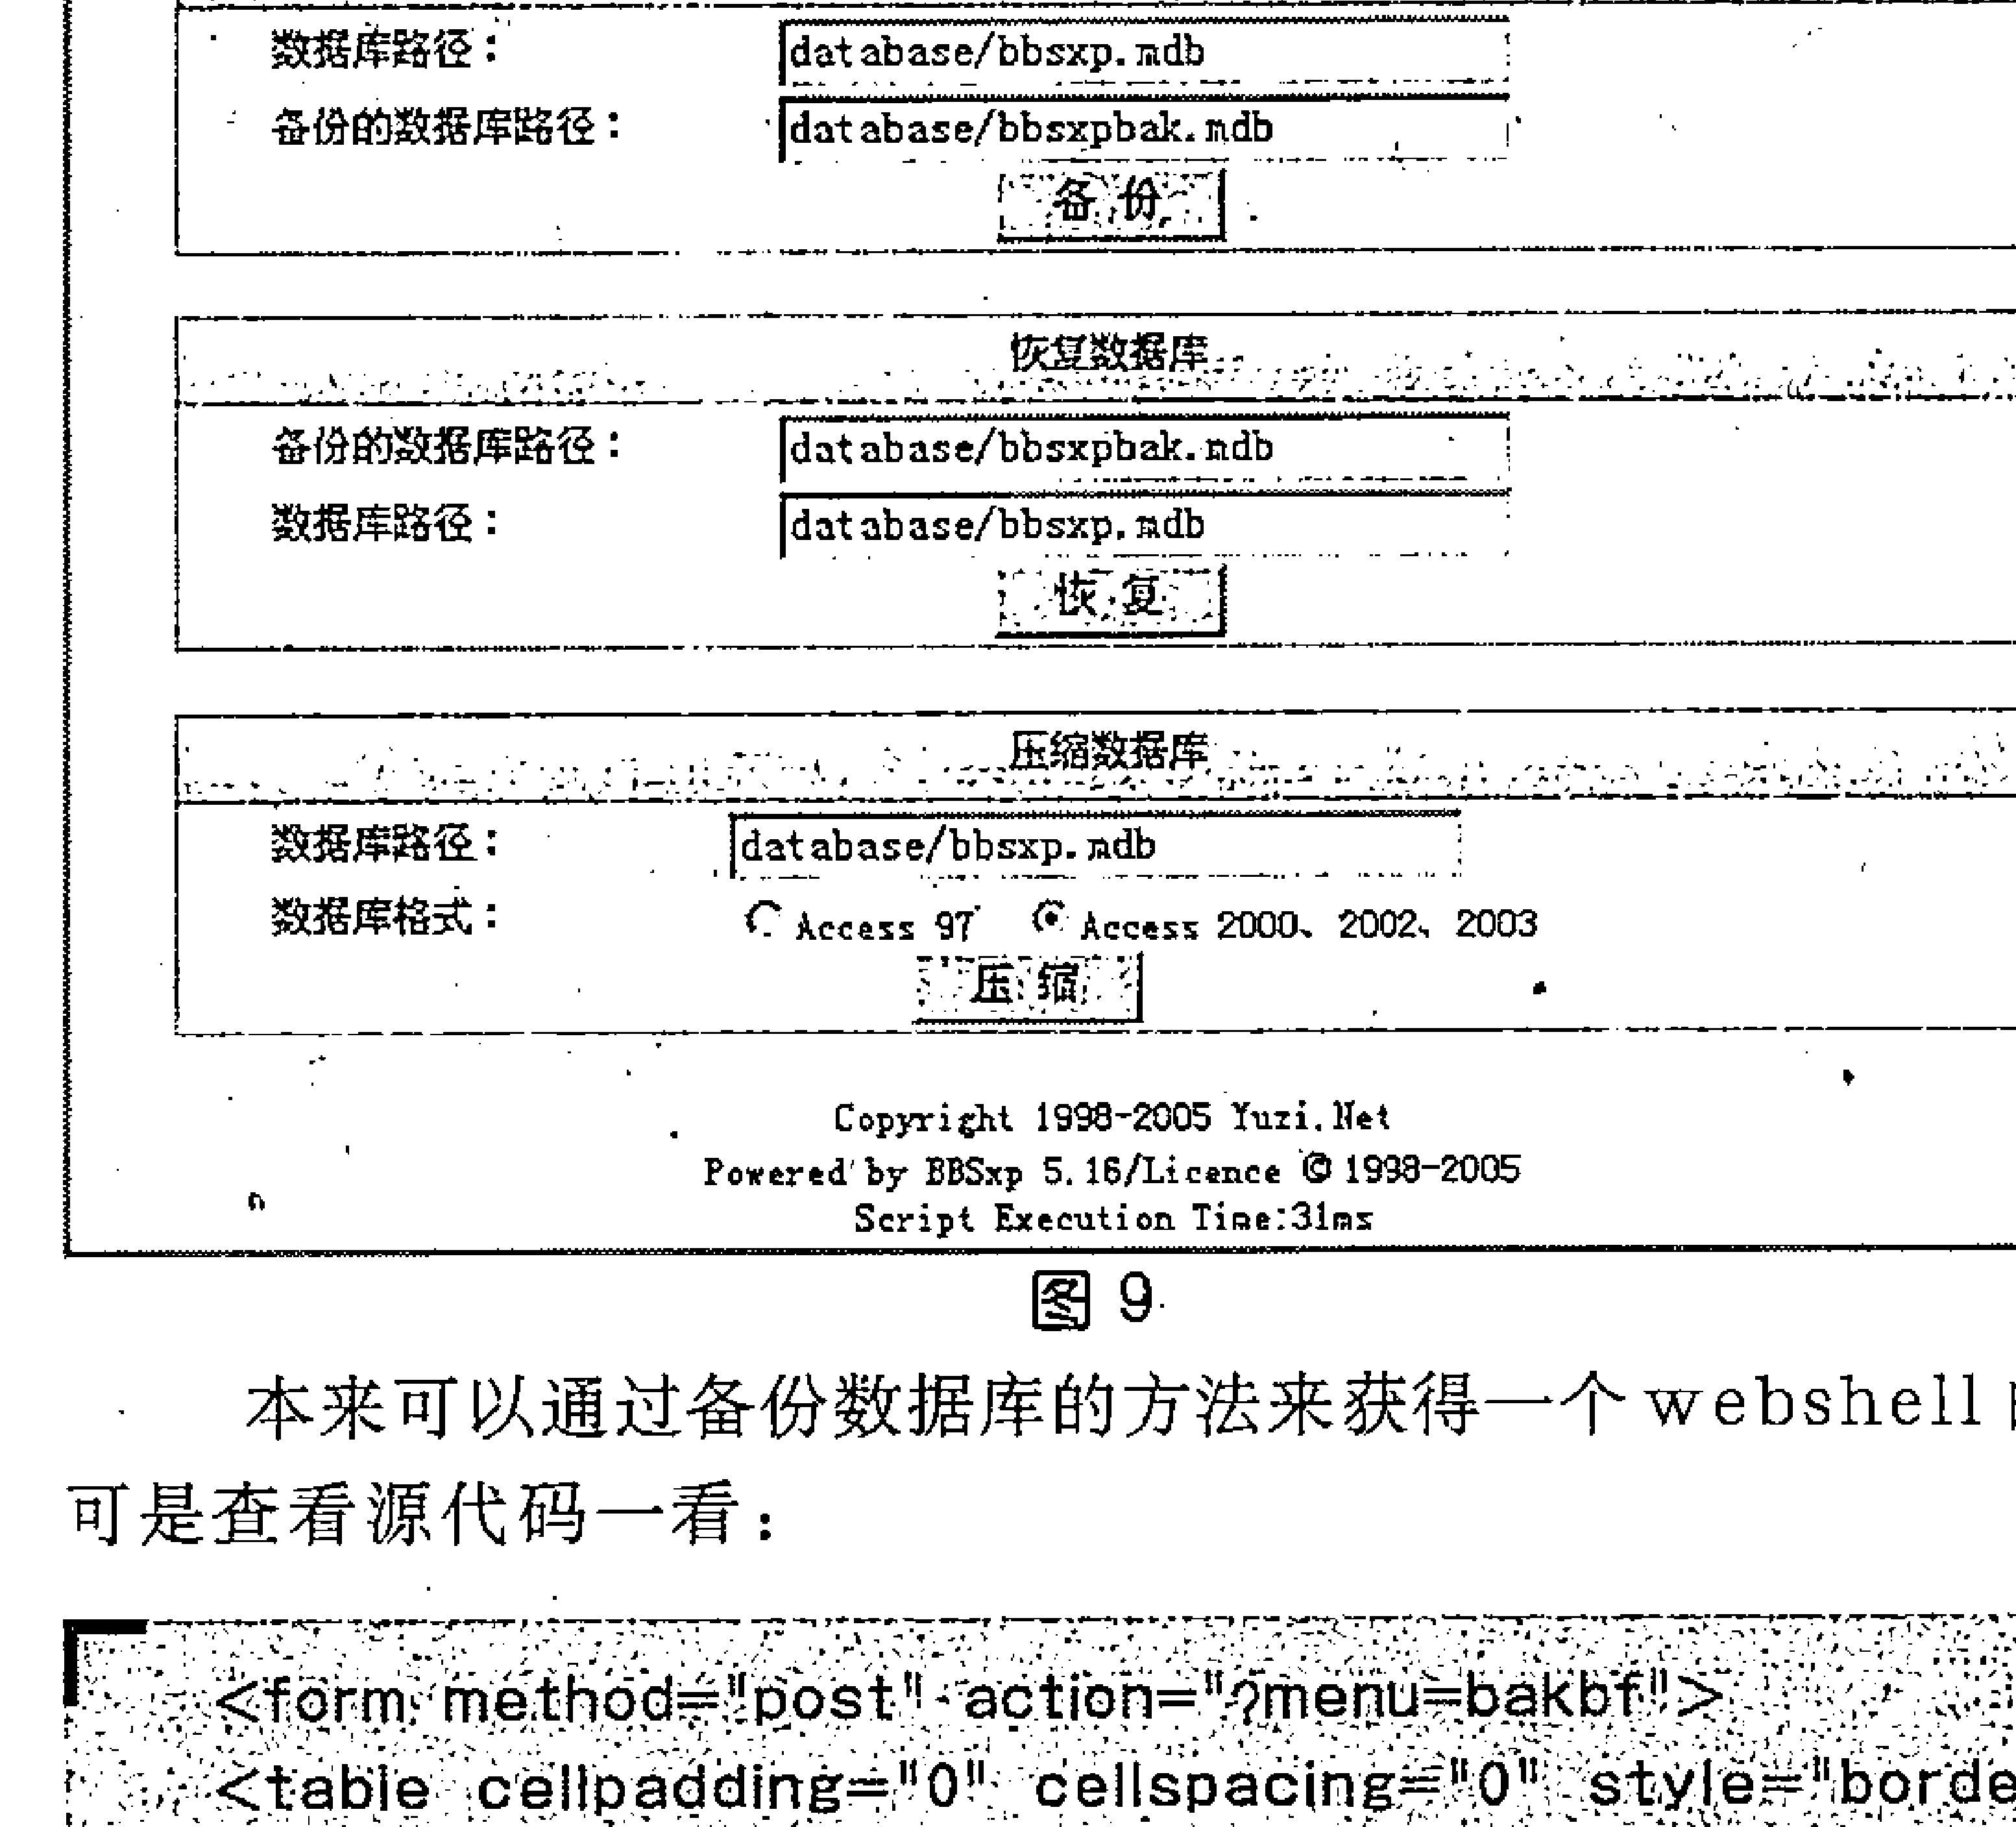 数据库路径：
database/bbsxp.mdb
备份的数据库路径：
database/bbsxpbak.mdb
备 份
恢复数据库
备份的数据库路径：
database/bbsxpbak.mdb
数据库路径：
database/bbsxp.mdb
恢 复
压缩数据库
数据库路径：
database/bbsxp.mdb
数据库格式：
Access 97 Access 2000、2002、2003
压 缩
Copyright 1998-2005 Yuzi.Net
Powered by BBSxp 5.16/Licence © 1998-2005
Script Execution Time:31ms
图 9
本来可以通过备份数据库的方法来获得一个webshell
可是查看源代码一看：
<form method="post" action="?menu=bakbf">
<table cellpadding="0" cellspacing="0" style="borde